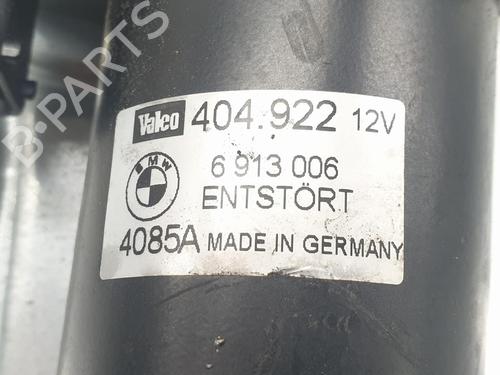 B-PARTS
Valeo 404.922 12V
BMW
6 913 006
ENTSTÖRT
4085A MADE IN GERMANY